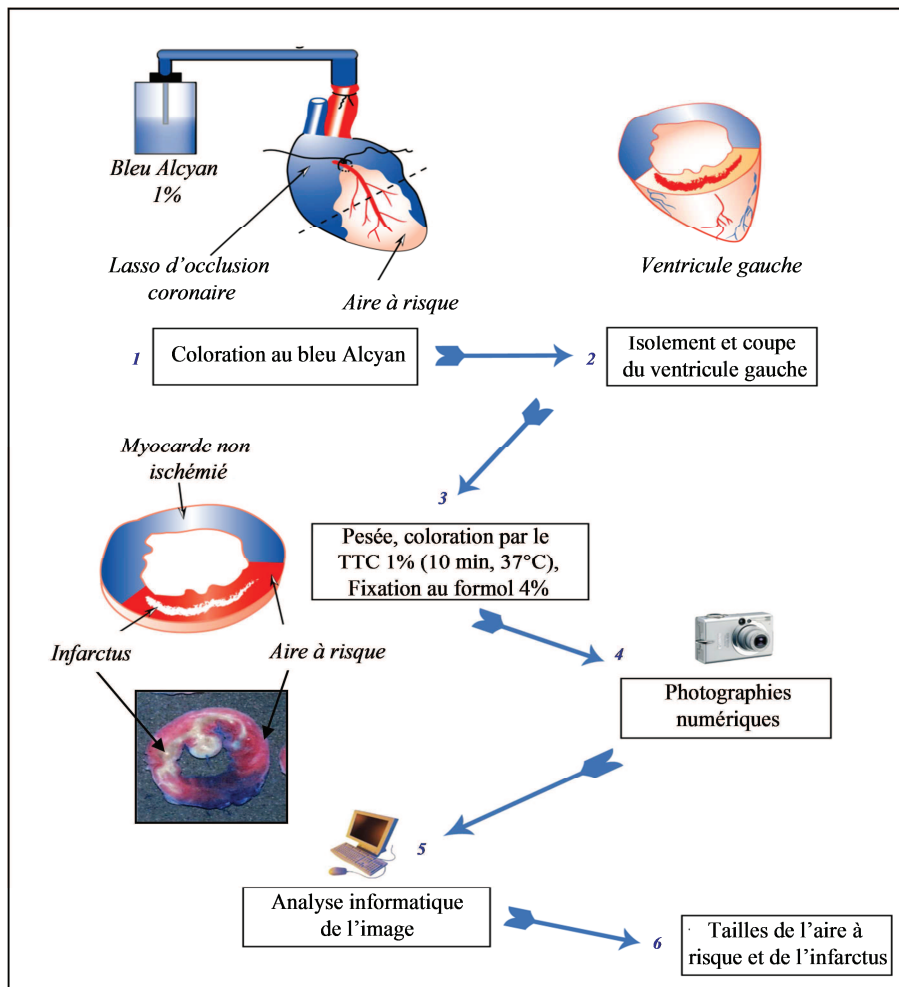 Bleu Alcyan
1%
Lasso d'occlusion
coronaire
Aire à risque
Ventricule gauche
1
Coloration au bleu Alcyan
2
Isolement et coupe
du ventricule gauche
Myocarde non
ischémié
3
Pesée, coloration par le
TTC 1% (10 min, 37°C),
Fixation au formol 4%
Infarctus
Aire à risque
4
Photographies
numériques
5
Analyse informatique
de l'image
6
Tailles de l'aire à
risque et de l'infarctus